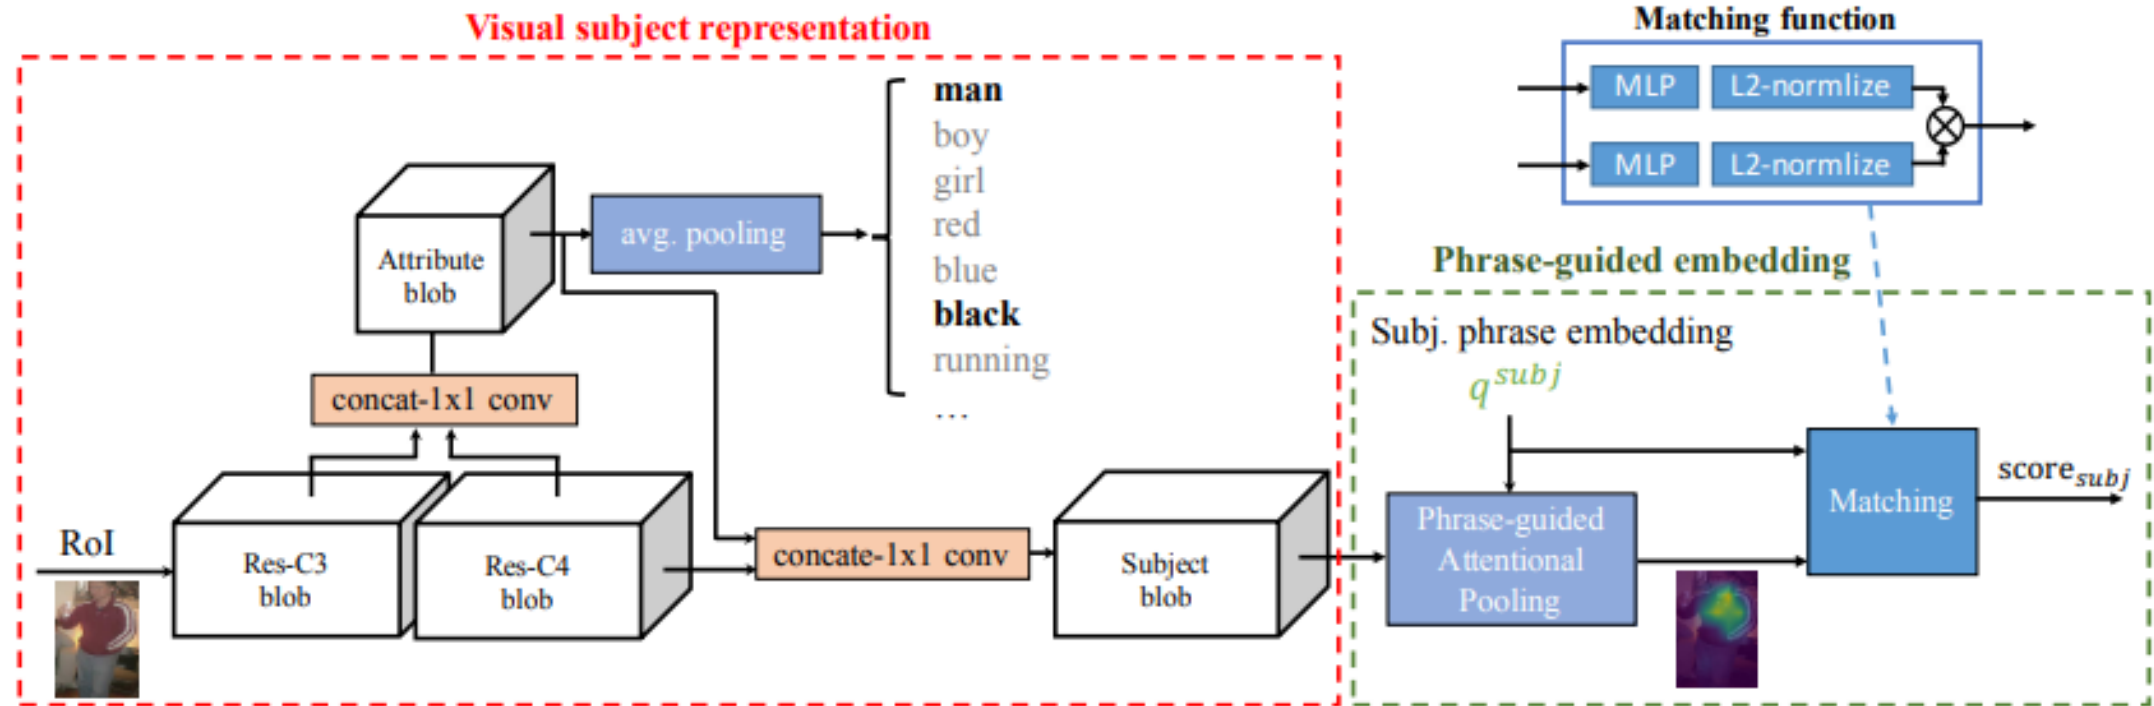 Visual subject representation
man
boy
girl
red
blue
black
running
...
avg. pooling
Attribute
blob
concat-1x1 conv
RoI
Res-C3
blob
Res-C4
blob
concate-1x1 conv
Subject
blob
Matching function
MLP
L2-normlize
MLP
L2-normlize
Phrase-guided embedding
Subj. phrase embedding
q^{subj}
Phrase-guided
Attentional
Pooling
Matching
score_{subj}